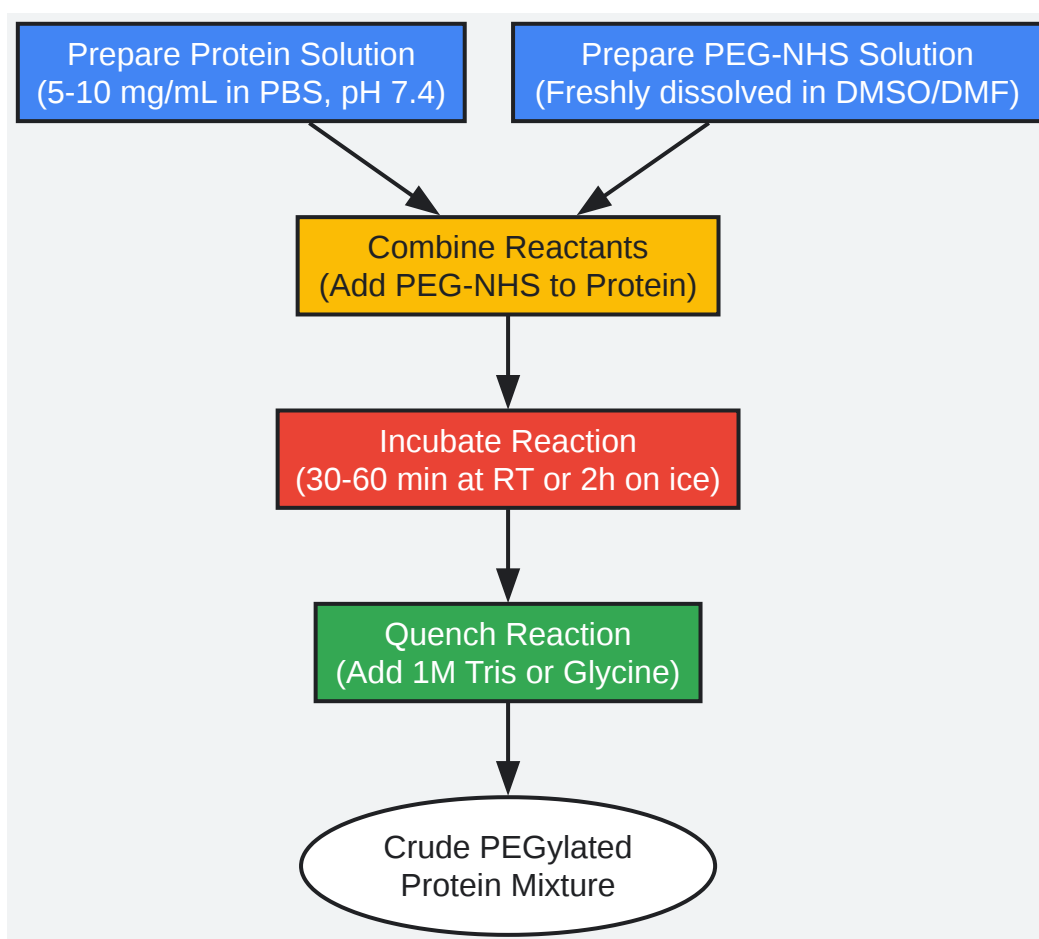 Prepare Protein Solution
(5-10 mg/mL in PBS, pH 7.4)
Prepare PEG-NHS Solution
(Freshly dissolved in DMSO/DMF)
Combine Reactants
(Add PEG-NHS to Protein)
Incubate Reaction
(30-60 min at RT or 2h on ice)
Quench Reaction
(Add 1M Tris or Glycine)
Crude PEGylated
Protein Mixture